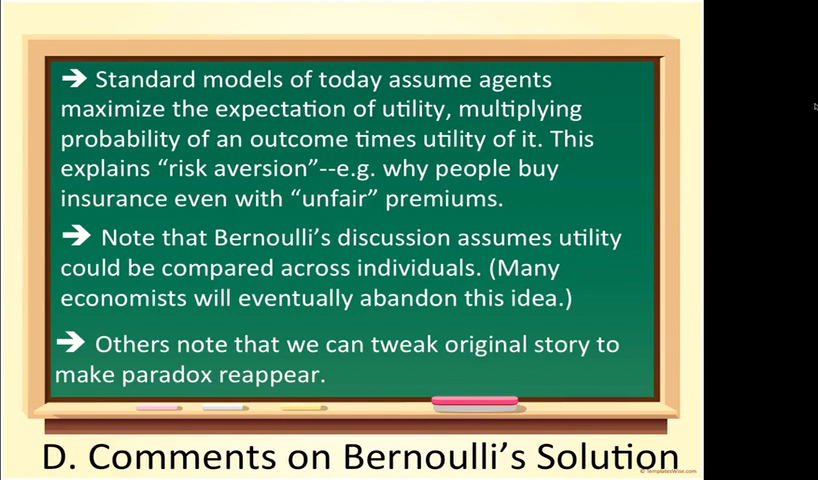 ➔ Standard models of today assume agents
maximize the expectation of utility, multiplying
probability of an outcome times utility of it. This
explains “risk aversion”--e.g. why people buy
insurance even with “unfair” premiums.
➔ Note that Bernoulli’s discussion assumes utility
could be compared across individuals. (Many
economists will eventually abandon this idea.)
➔ Others note that we can tweak original story to
make paradox reappear.
D. Comments on Bernoulli’s Solution
© TemplatesWise.com